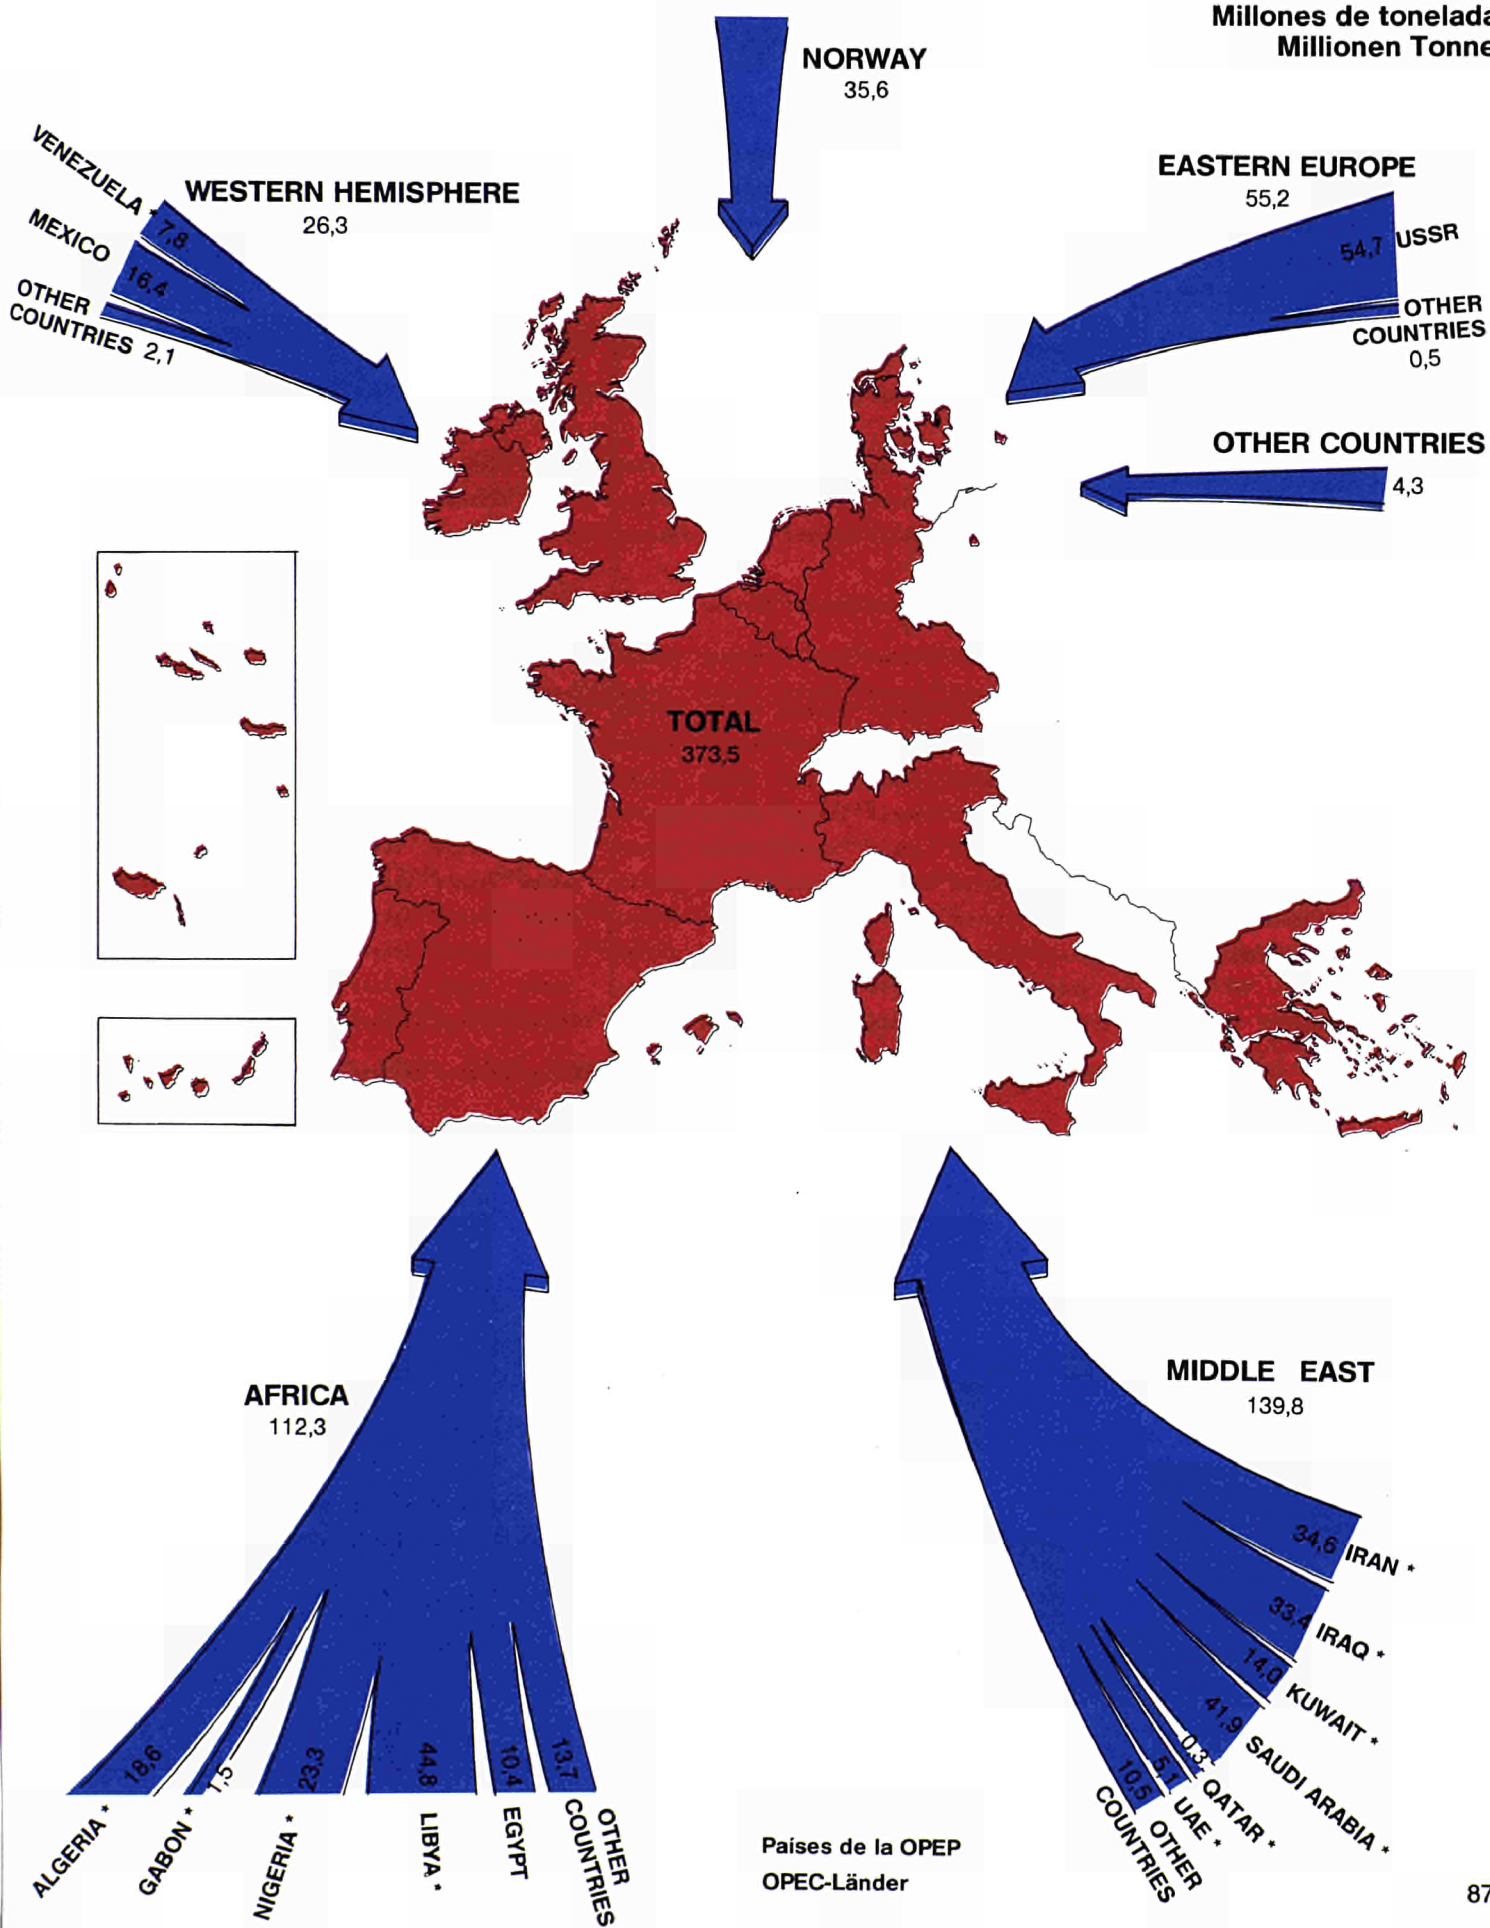 Millones de tonelada
Millionen Tonne
NORWAY
35,6
VENEZUELA *
7,8
MEXICO
16,4
OTHER
COUNTRIES 2,1
WESTERN HEMISPHERE
26,3
EASTERN EUROPE
55,2
54,7 USSR
OTHER
COUNTRIES
0,5
OTHER COUNTRIES
4,3
TOTAL
373,5
AFRICA
112,3
18,6
ALGERIA *
1,5
GABON *
23,3
NIGERIA *
44,8
LIBYA *
10,4
EGYPT
13,7
OTHER
COUNTRIES
MIDDLE EAST
139,8
34,6 IRAN *
33,4 IRAQ *
14,0 KUWAIT *
41,9 SAUDI ARABIA *
0,3 QATAR *
5,1 UAE *
10,5 OTHER
COUNTRIES
Países de la OPEP
OPEC-Länder
87